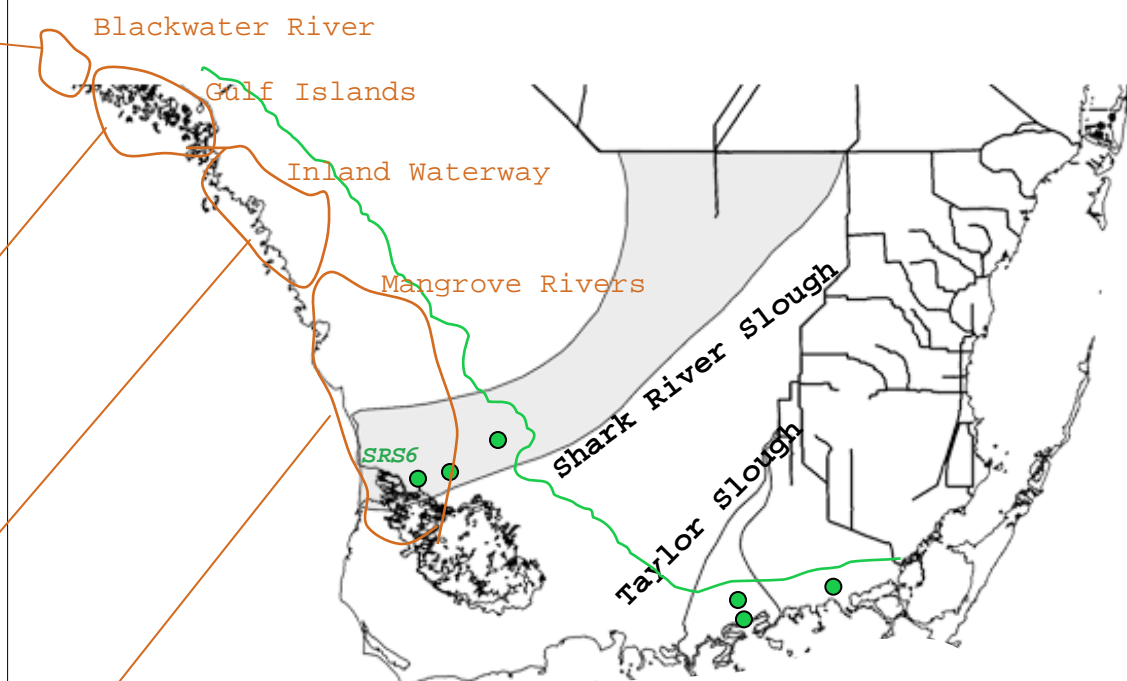 Blackwater River
Gulf Islands
Inland Waterway
Mangrove Rivers
Shark River Slough
SRS6
Taylor Slough